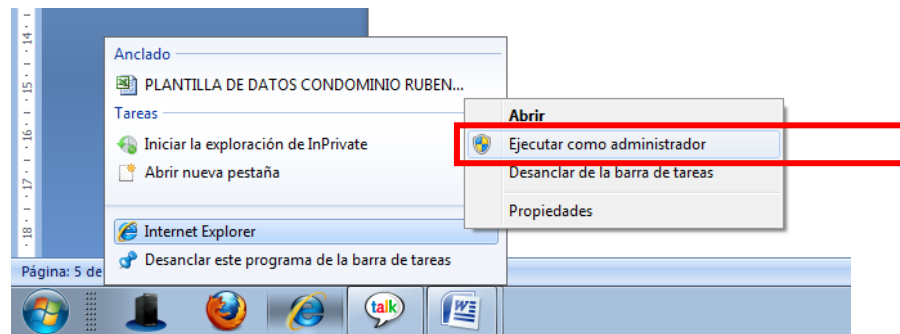 14
15
16
17
18
Anclado
PLANTILLA DE DATOS CONDOMINIO RUBEN...
Tareas
Iniciar la exploración de InPrivate
Abrir nueva pestaña
Internet Explorer
Desanclar este programa de la barra de tareas
Abrir
Ejecutar como administrador
Desanclar de la barra de tareas
Propiedades
Página: 5 de
talk
W